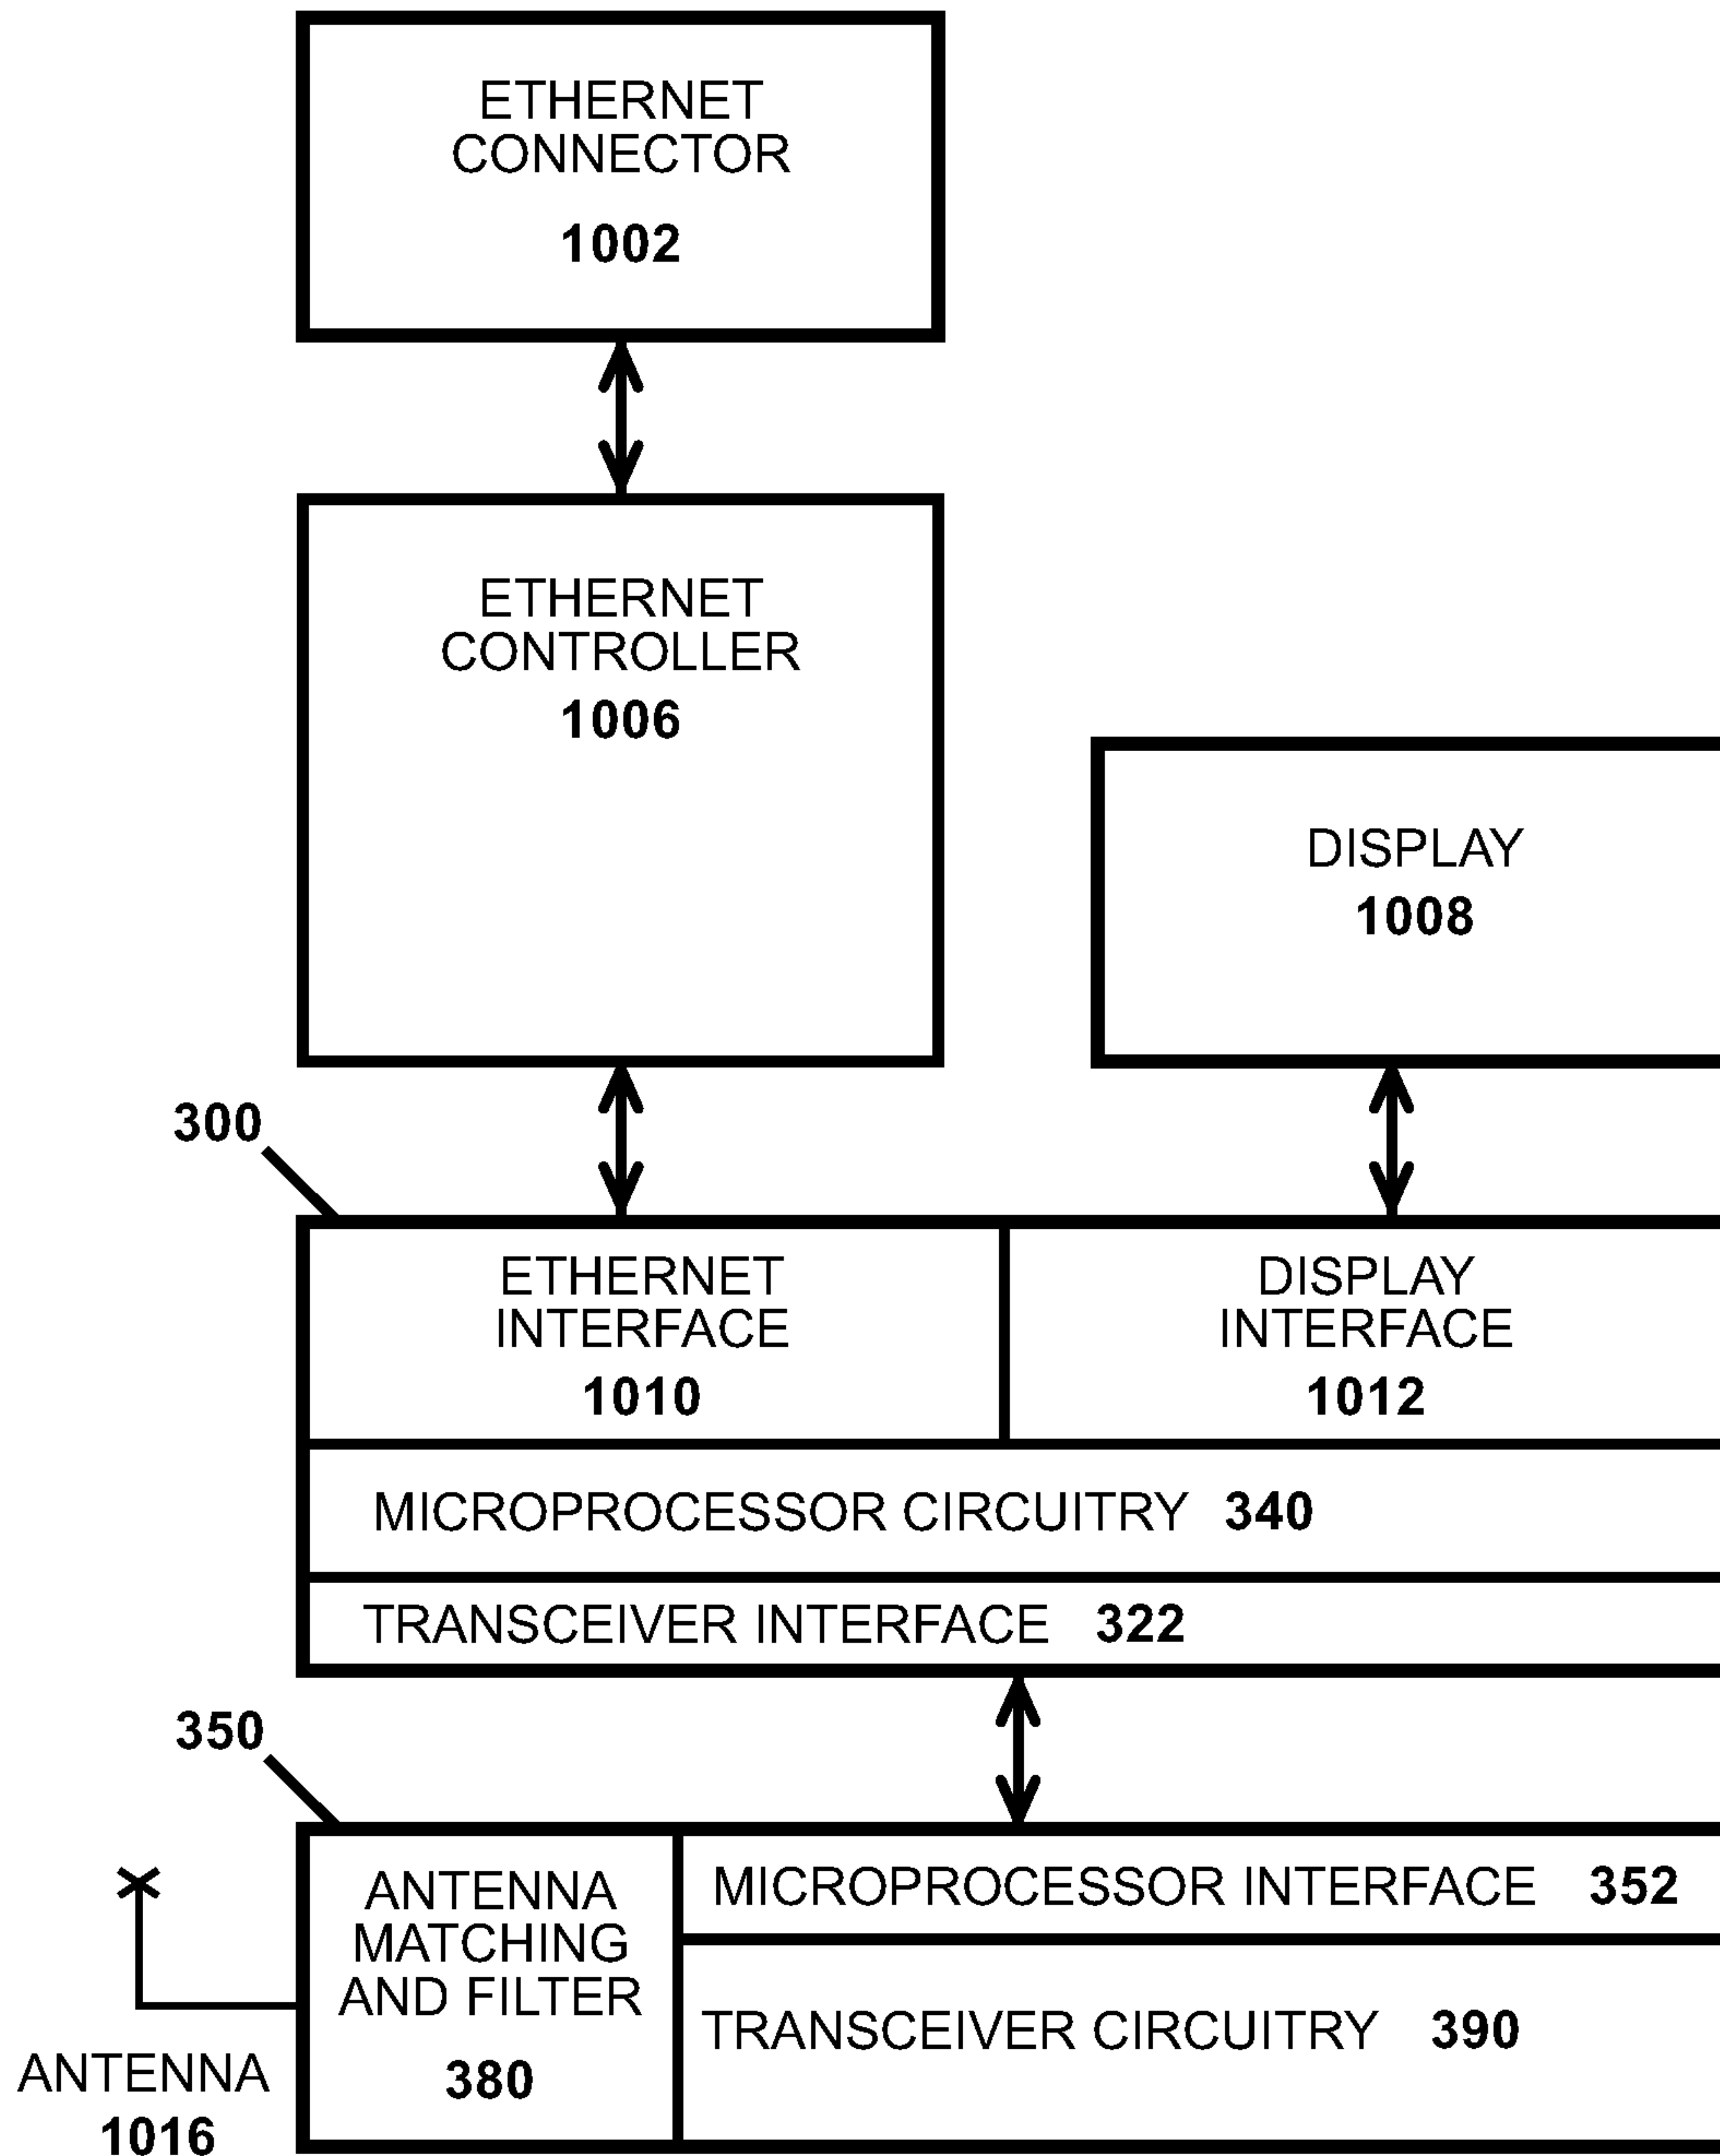 ETHERNET
CONNECTOR
1002
ETHERNET
CONTROLLER
1006
DISPLAY
1008
300
ETHERNET
INTERFACE
1010
DISPLAY
INTERFACE
1012
MICROPROCESSOR CIRCUITRY 340
TRANSCEIVER INTERFACE 322
350
ANTENNA
MATCHING
AND FILTER
380
MICROPROCESSOR INTERFACE 352
TRANSCEIVER CIRCUITRY 390
ANTENNA
1016